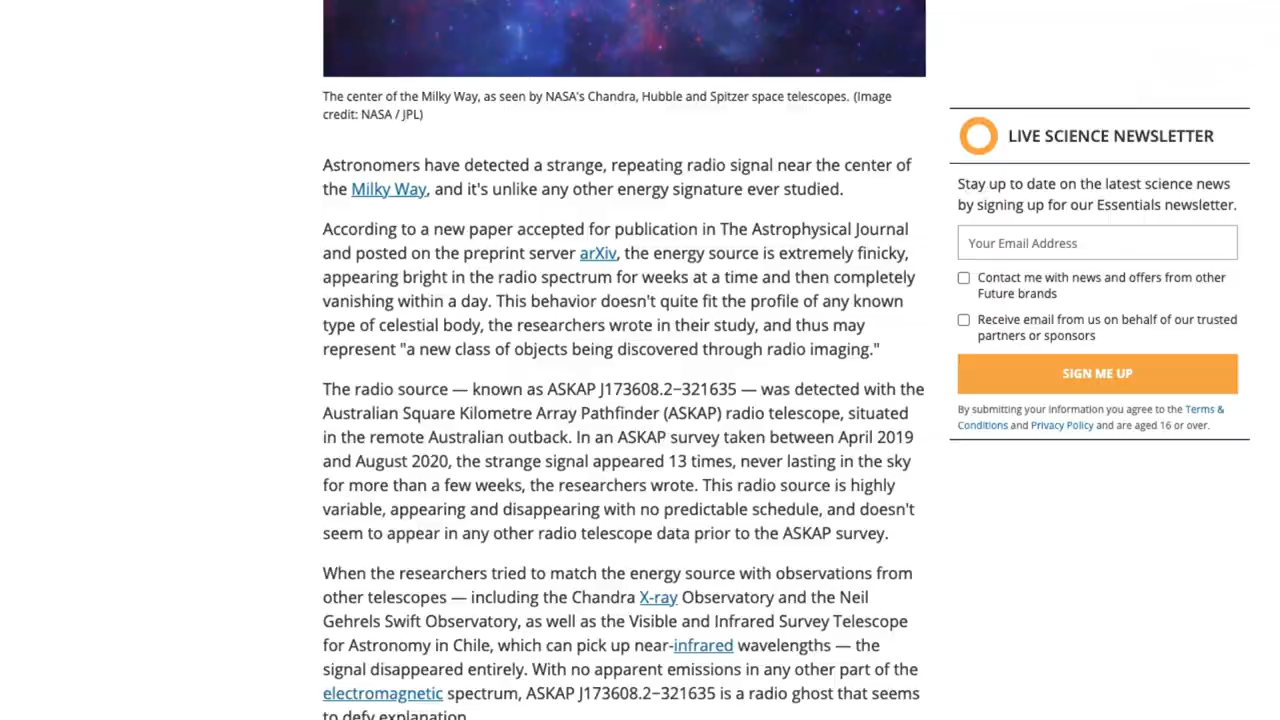 The center of the Milky Way, as seen by NASA's Chandra, Hubble and Spitzer space telescopes. (Image
credit: NASA / JPL)
Astronomers have detected a strange, repeating radio signal near the center of
the Milky Way, and it's unlike any other energy signature ever studied.
According to a new paper accepted for publication in The Astrophysical Journal
and posted on the preprint server arXiv, the energy source is extremely finicky,
appearing bright in the radio spectrum for weeks at a time and then completely
vanishing within a day. This behavior doesn't quite fit the profile of any known
type of celestial body, the researchers wrote in their study, and thus may
represent "a new class of objects being discovered through radio imaging."
The radio source — known as ASKAP J173608.2−321635 — was detected with the
Australian Square Kilometre Array Pathfinder (ASKAP) radio telescope, situated
in the remote Australian outback. In an ASKAP survey taken between April 2019
and August 2020, the strange signal appeared 13 times, never lasting in the sky
for more than a few weeks, the researchers wrote. This radio source is highly
variable, appearing and disappearing with no predictable schedule, and doesn't
seem to appear in any other radio telescope data prior to the ASKAP survey.
When the researchers tried to match the energy source with observations from
other telescopes — including the Chandra X-ray Observatory and the Neil
Gehrels Swift Observatory, as well as the Visible and Infrared Survey Telescope
for Astronomy in Chile, which can pick up near-infrared wavelengths — the
signal disappeared entirely. With no apparent emissions in any other part of the
electromagnetic spectrum, ASKAP J173608.2−321635 is a radio ghost that seems
to defy explanation.
LIVE SCIENCE NEWSLETTER
Stay up to date on the latest science news
by signing up for our Essentials newsletter.
Your Email Address
Contact me with news and offers from other
Future brands
Receive email from us on behalf of our trusted
partners or sponsors
SIGN ME UP
By submitting your information you agree to the Terms &
Conditions and Privacy Policy and are aged 16 or over.